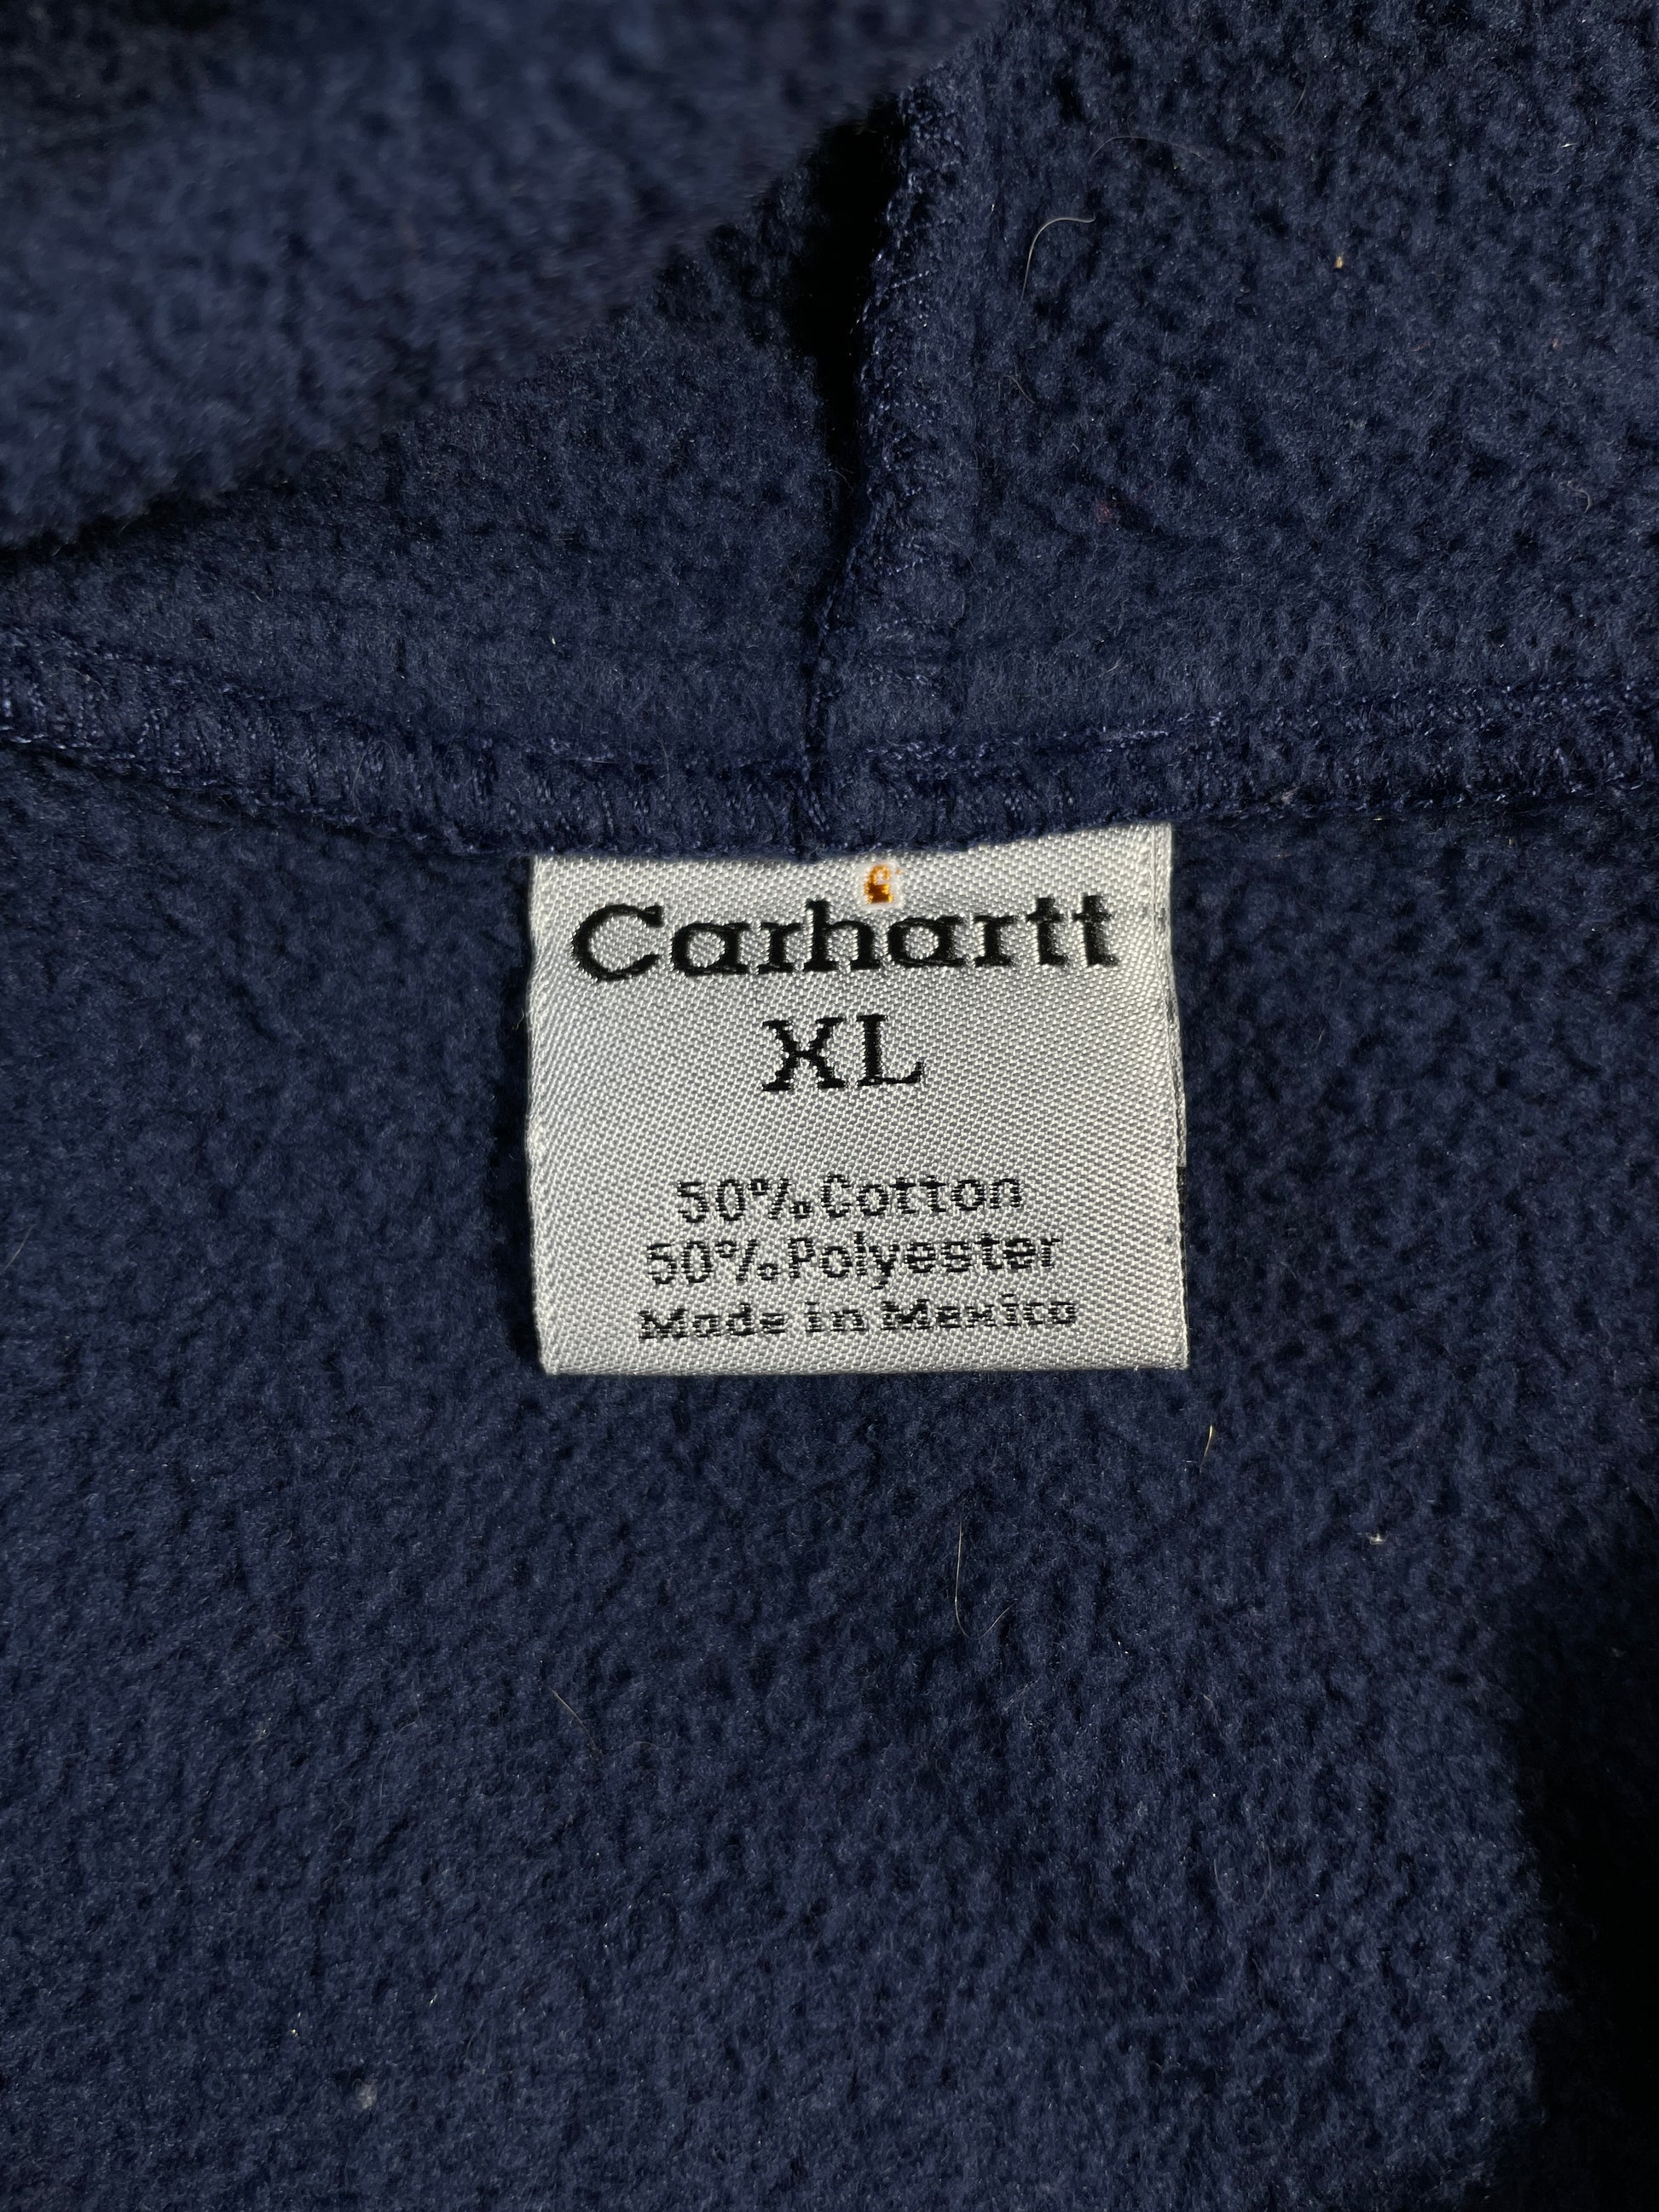 Carhartt
XL
50%Cotton
50%Polyester
Made in Mexico